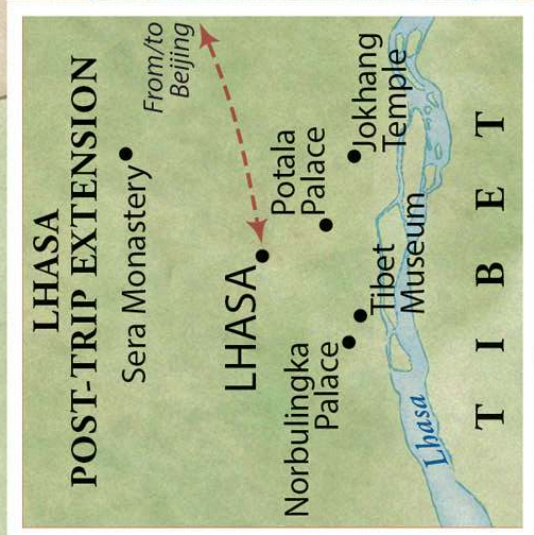 LHASA
POST-TRIP EXTENSION
From/to
Beijing
Sera Monastery
LHASA
Potala
Palace
Jokhang
Temple
Norbulingka
Palace
Tibet
Museum
Lhasa
TIBET